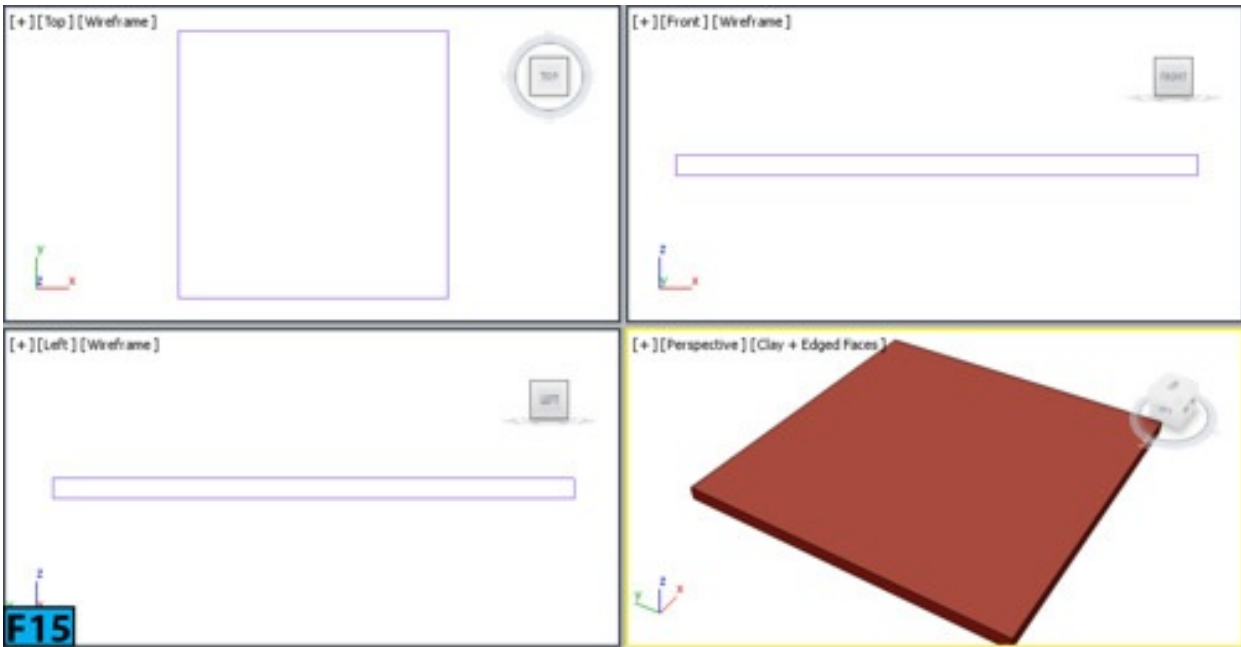 [+][Top][Wireframe]
TOP
y
z
x
[+][Front][Wireframe]
FRONT
z
y
x
[+][Left][Wireframe]
LEFT
z
F15
[+][Perspective][Clay + Edged Faces]
z
x
y